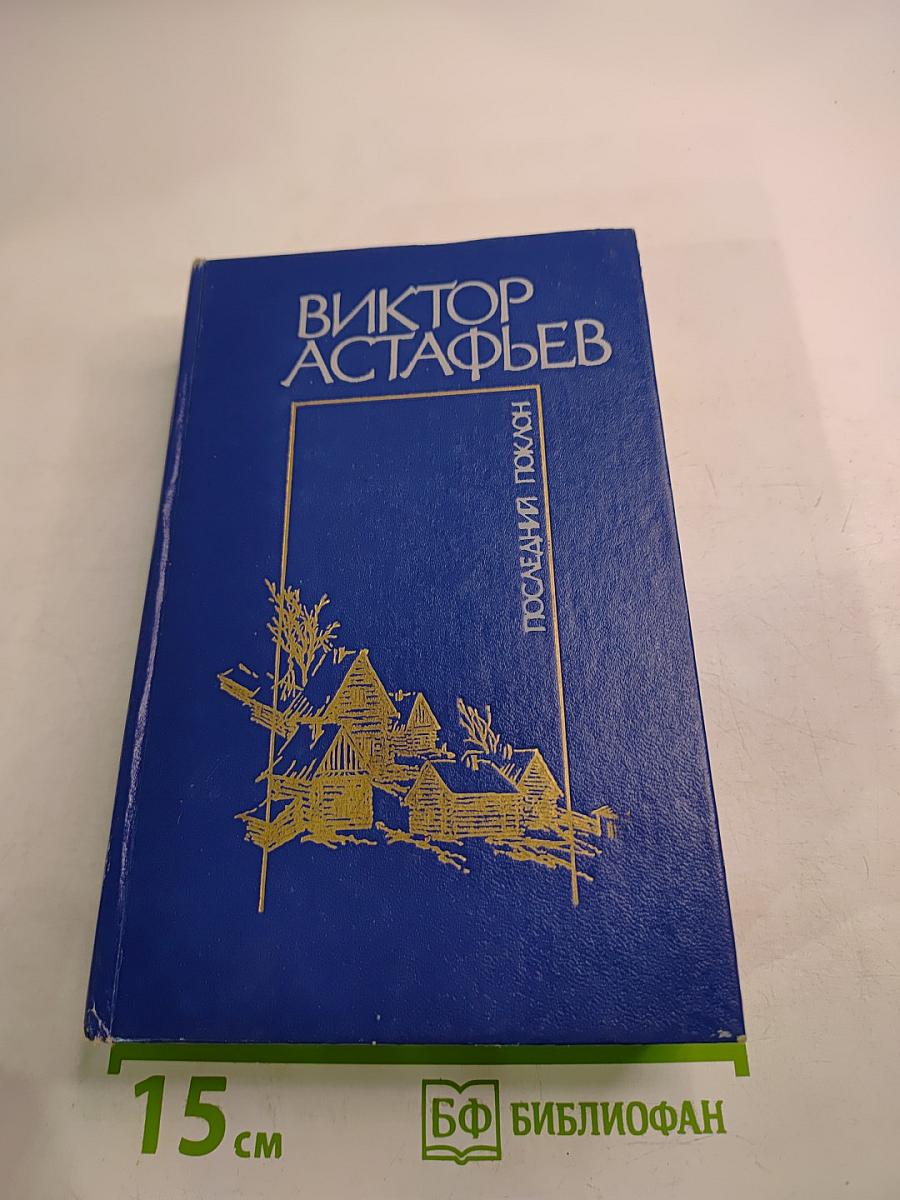 ВИКТОР
АСТАФЬЕВ
ПОСЛЕДНИЙ ПОКЛОН
15 см
БФ БИБЛИОФАН